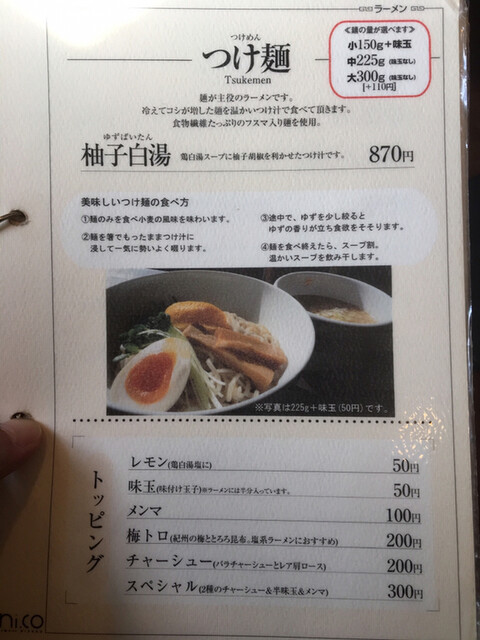 ラーメン
つけめん
つけ麺
Tsukemen
≪麺の量が選べます≫
小150g+味玉
中225g(味玉なし)
大300g(味玉なし)
[+110円]
麺が主役のラーメンです。
冷えてコシが増した麺を温かいつけ汁で食べて頂きます。
食物繊維たっぷりのフスマ入り麺を使用。
ゆずぱいたん
柚子白湯 鶏白湯スープに柚子胡椒を利かせたつけ汁です。 870円
美味しいつけ麺の食べ方
①麺のみを食べ小麦の風味を味わいます。
②麺を箸でもったままつけ汁に
浸して一気に勢いよく啜ります。
③途中で、ゆずを少し絞ると
ゆずの香りが立ち食欲をそそります。
④麺を食べ終えたら、スープ割。
温かいスープを飲み干します。
※写真は225g+味玉(50円)です。
トッピング
レモン(鶏白湯塩に) 50円
味玉(味付け玉子)※ラーメンには半分入っています。 50円
メンマ 100円
梅トロ(紀州の梅ととろろ昆布。塩系ラーメンにおすすめ) 200円
チャーシュー(バラチャーシューとレア肩ロース) 200円
スペシャル(2種のチャーシュー&半味玉&メンマ) 300円
ni.co